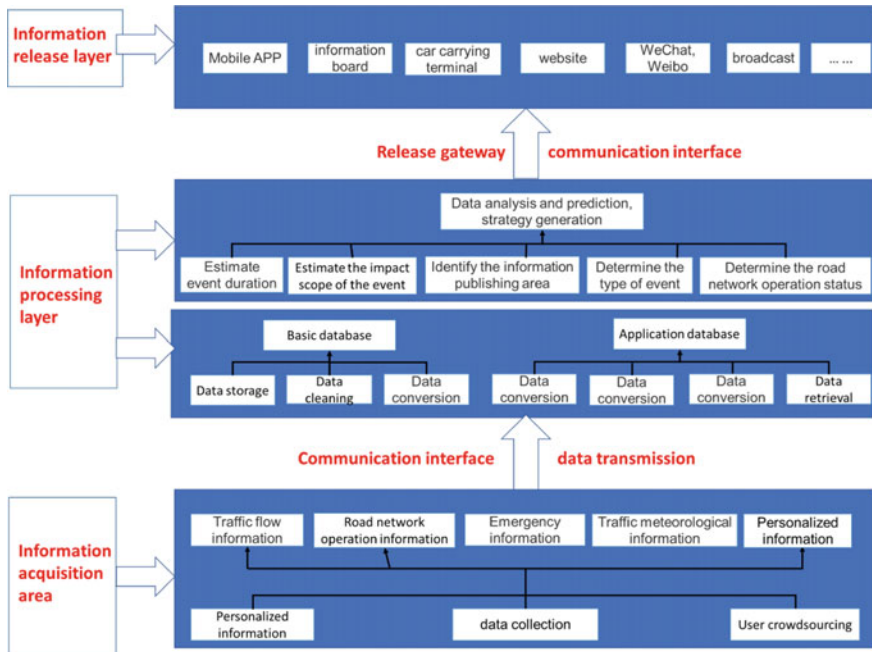 Information
release layer
Mobile APP
information
board
car carrying
terminal
website
WeChat,
Weibo
broadcast
... ...
Release gateway
communication interface
Information
processing
layer
Data analysis and prediction,
strategy generation
Estimate
event duration
Estimate the impact
scope of the event
Identify the information
publishing area
Determine the
type of event
Determine the road
network operation status
Basic database
Application database
Data storage
Data
cleaning
Data
conversion
Data
conversion
Data
conversion
Data
conversion
Data
retrieval
Communication interface
data transmission
Information
acquisition
area
Traffic flow
information
Road network
operation information
Emergency
information
Traffic meteorological
information
Personalized
information
Personalized
information
data collection
User crowdsourcing